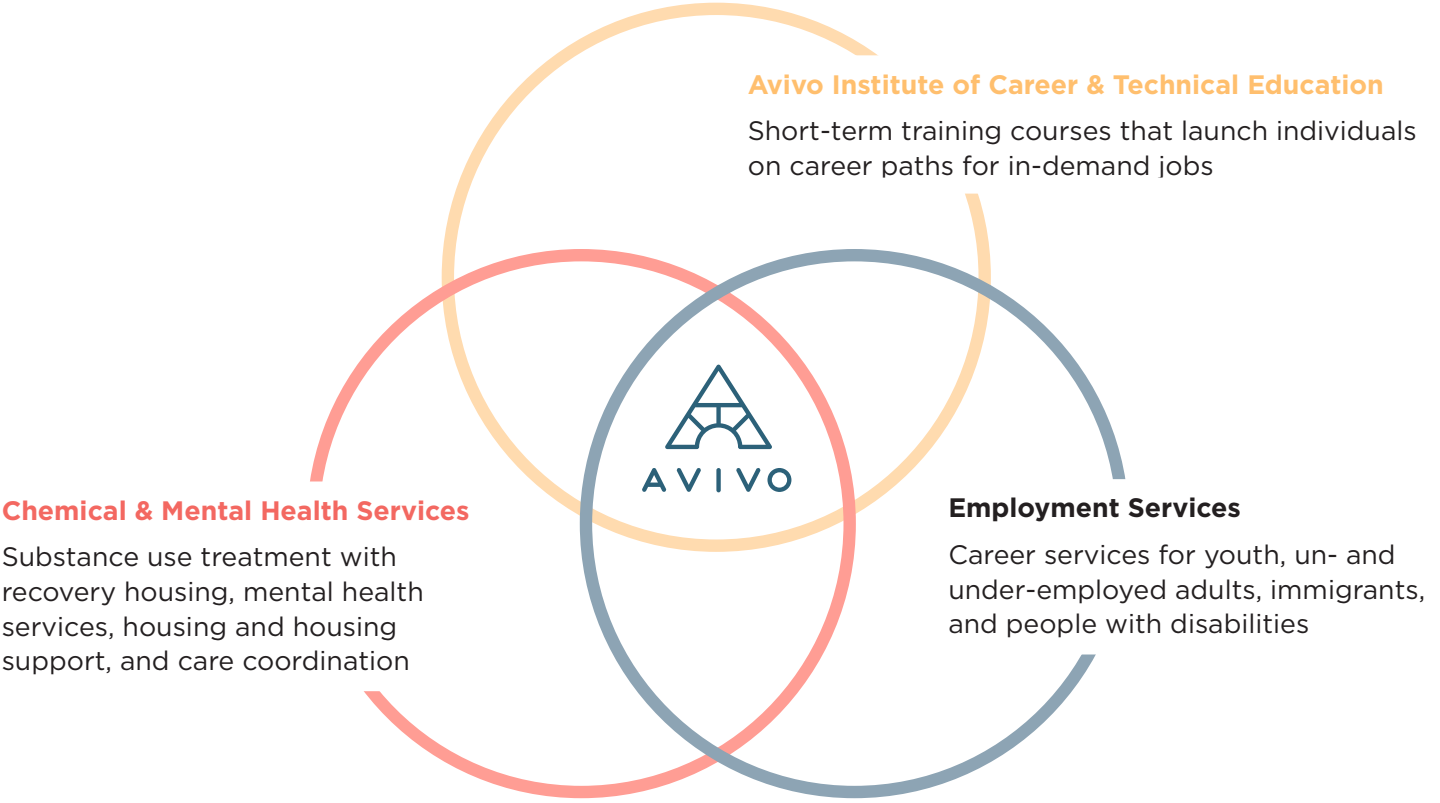 Avivo Institute of Career & Technical Education
Short-term training courses that launch individuals
on career paths for in-demand jobs
AVIVO
Chemical & Mental Health Services
Substance use treatment with
recovery housing, mental health
services, housing and housing
support, and care coordination
Employment Services
Career services for youth, un- and
under-employed adults, immigrants,
and people with disabilities